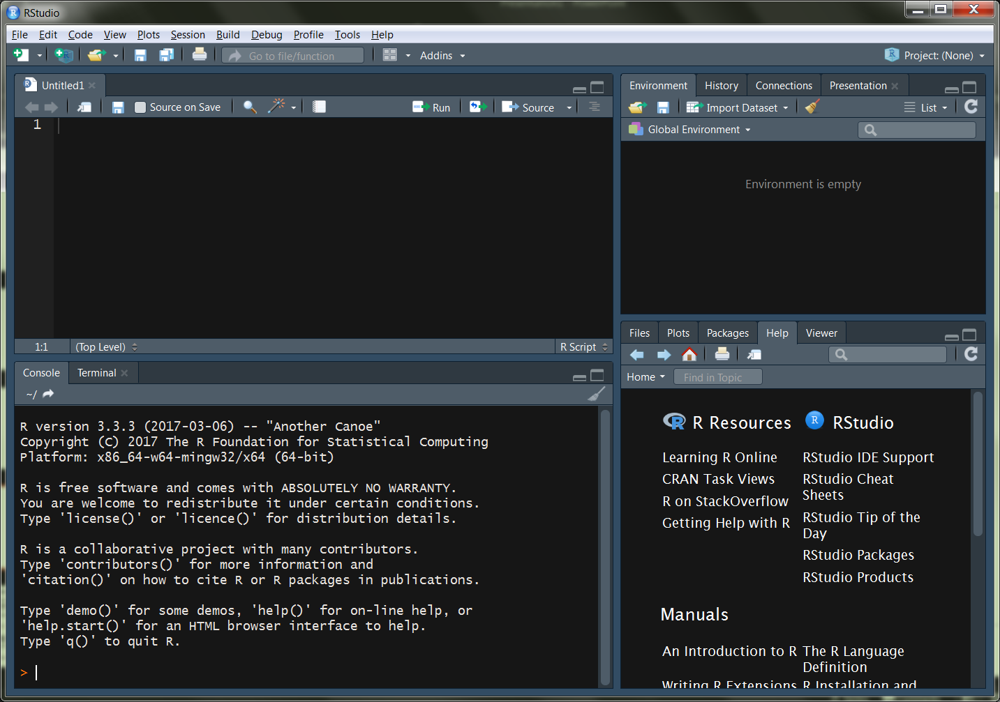 RStudio
File Edit Code View Plots Session Build Debug Profile Tools Help
Go to file/function Addins Project: (None)
Untitled1
Source on Save Run Source
1
1:1 (Top Level) R Script
Console Terminal
~/
R version 3.3.3 (2017-03-06) -- "Another Canoe"
Copyright (C) 2017 The R Foundation for Statistical Computing
Platform: x86_64-w64-mingw32/x64 (64-bit)
R is free software and comes with ABSOLUTELY NO WARRANTY.
You are welcome to redistribute it under certain conditions.
Type 'license()' or 'licence()' for distribution details.
R is a collaborative project with many contributors.
Type 'contributors()' for more information and
'citation()' on how to cite R or R packages in publications.
Type 'demo()' for some demos, 'help()' for on-line help, or
'help.start()' for an HTML browser interface to help.
Type 'q()' to quit R.
>
Environment History Connections Presentation
Import Dataset List
Global Environment
Environment is empty
Files Plots Packages Help Viewer
Home Find in Topic
R Resources
Learning R Online
CRAN Task Views
R on StackOverflow
Getting Help with R
RStudio
RStudio IDE Support
RStudio Cheat
Sheets
RStudio Tip of the
Day
RStudio Packages
RStudio Products
Manuals
An Introduction to R
The R Language
Definition
Writing R Extensions
R Installation and